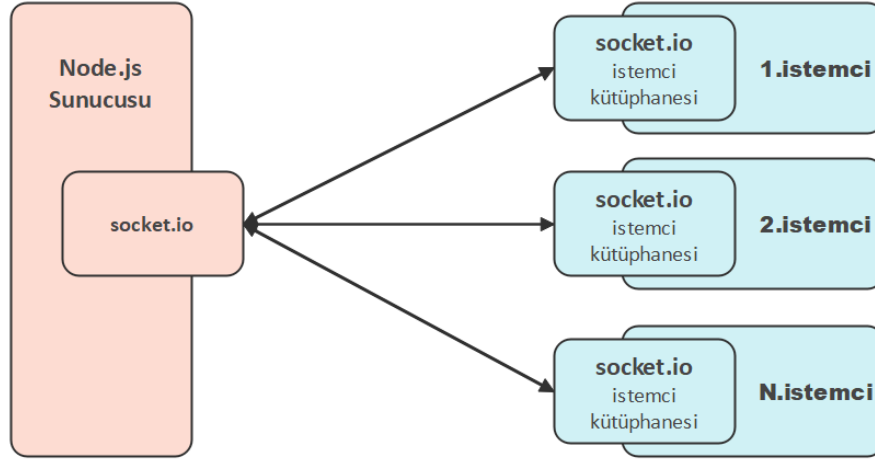 Node.js
Sunucusu
socket.io
socket.io
istemci
kütüphanesi
1.istemci
socket.io
istemci
kütüphanesi
2.istemci
socket.io
istemci
kütüphanesi
N.istemci